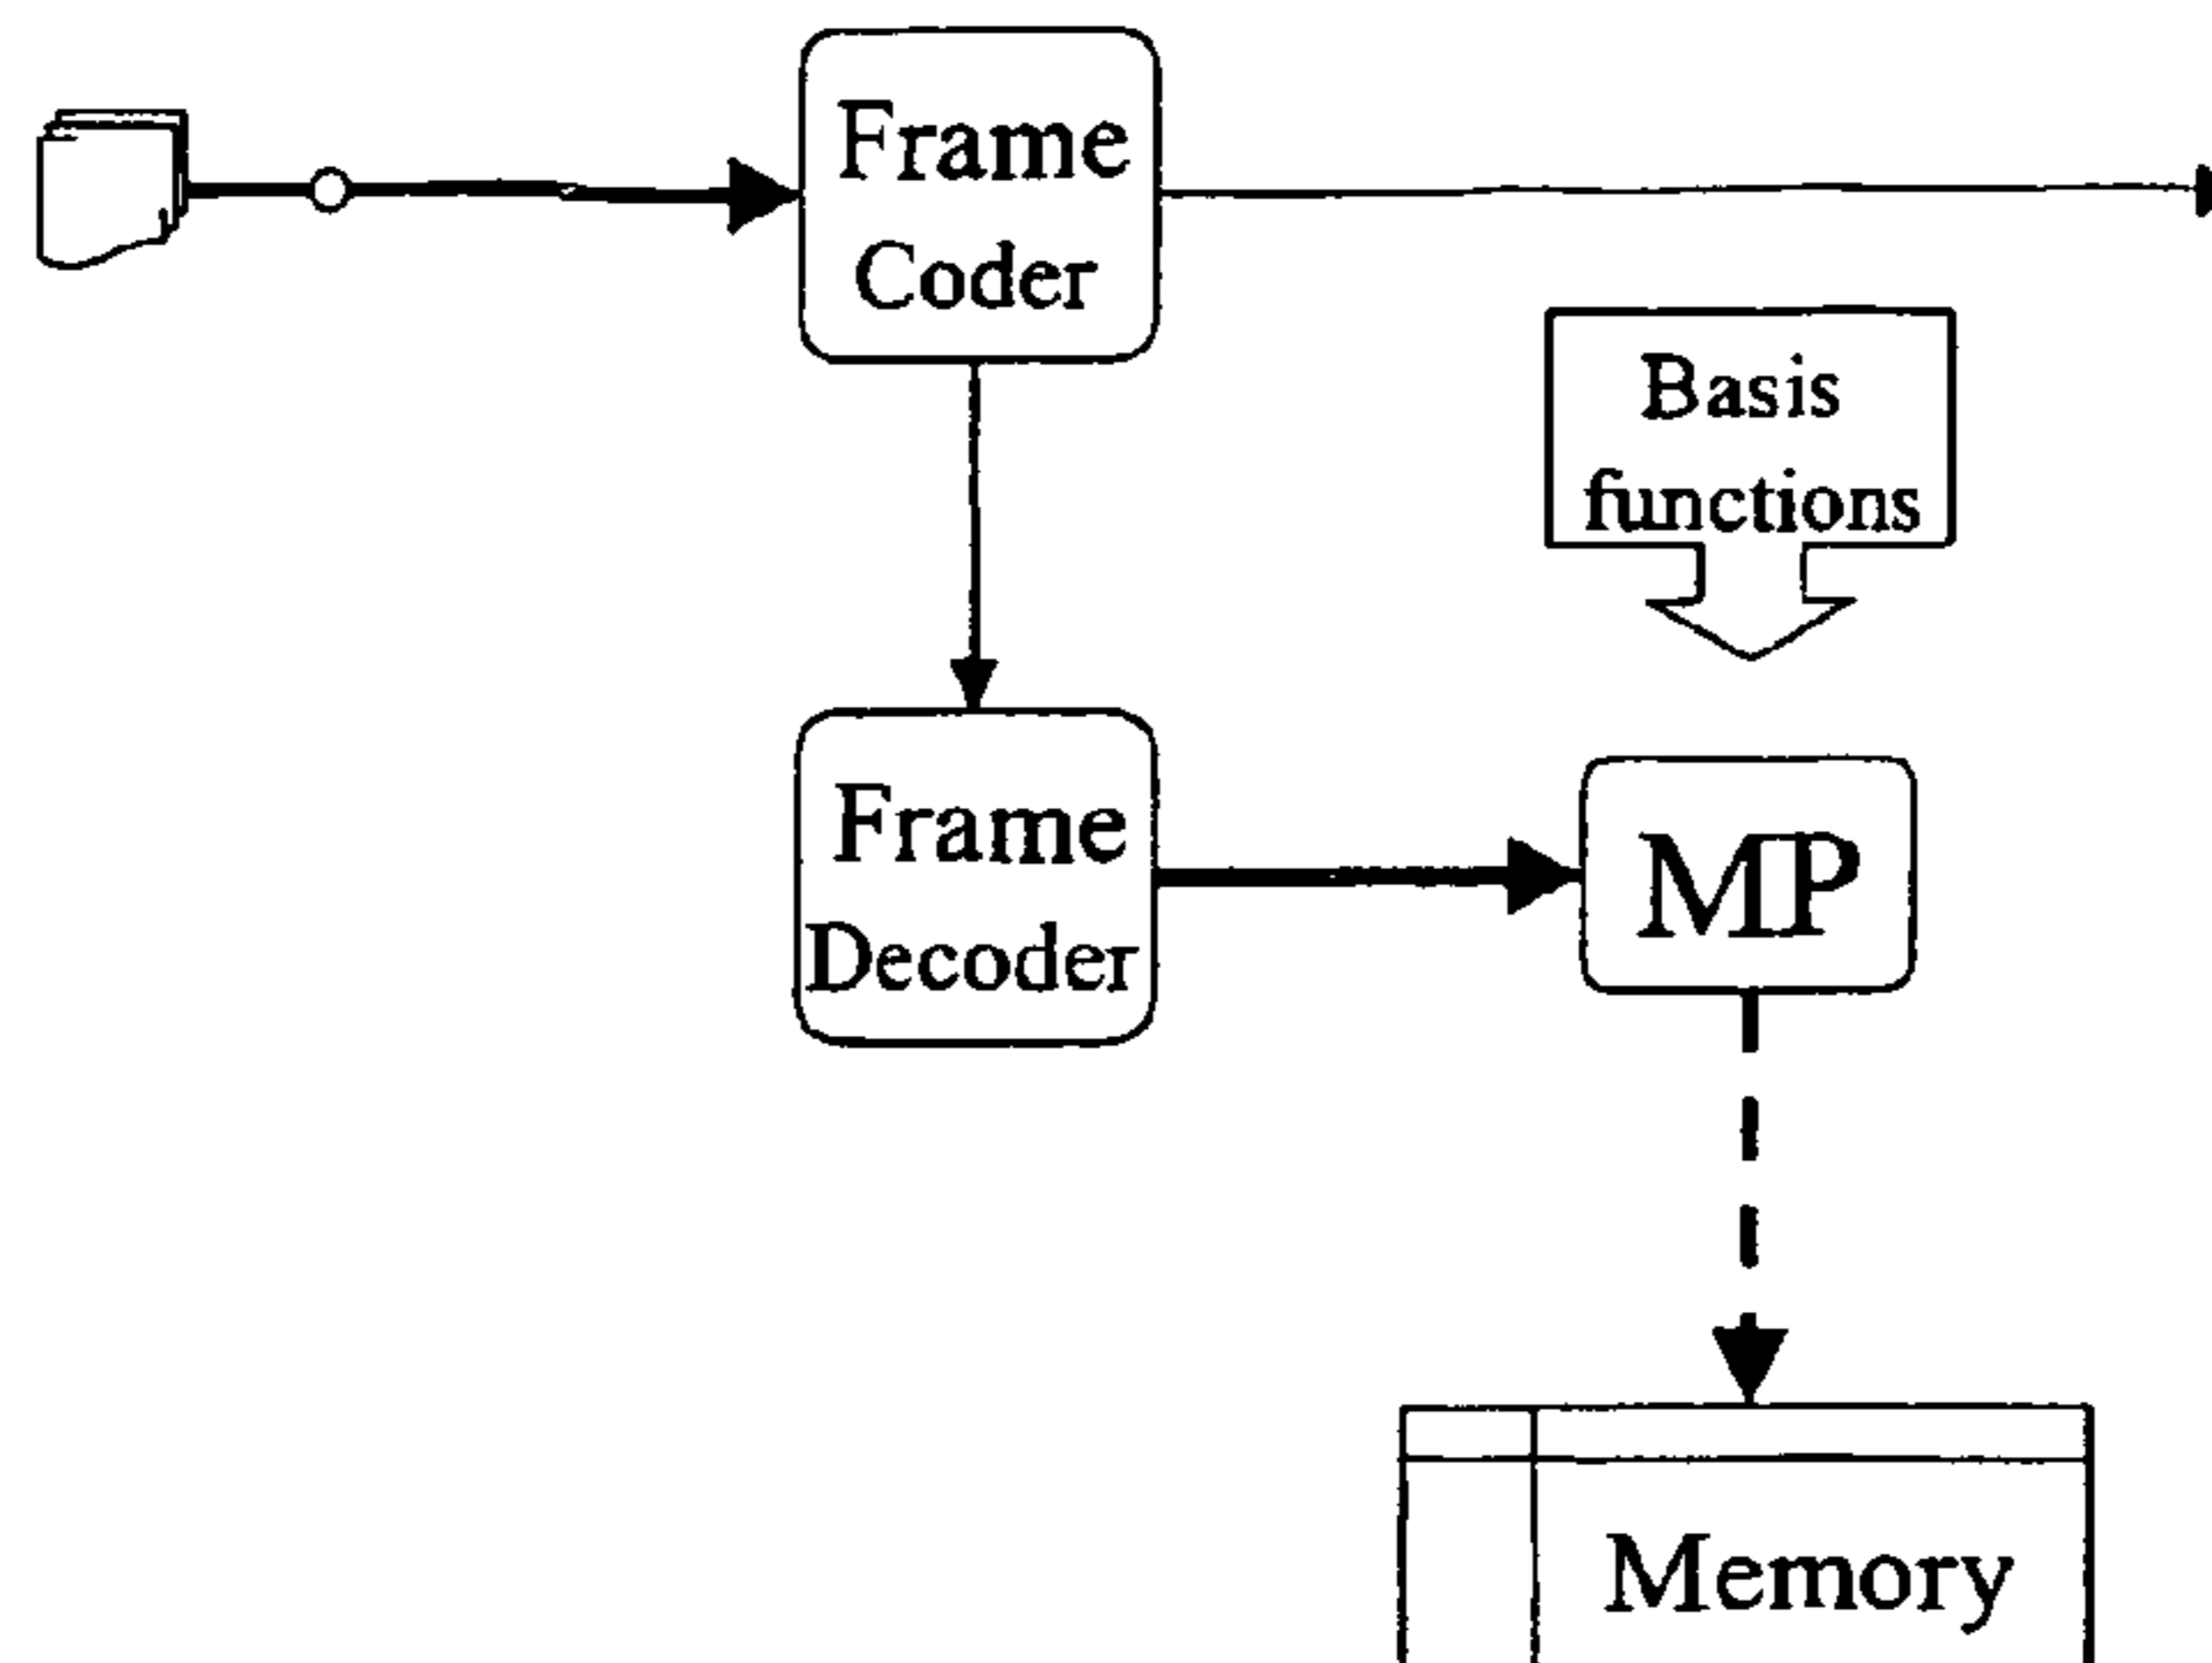 Frame
Coder
Basis
functions
Frame
Decoder
MP
Memory